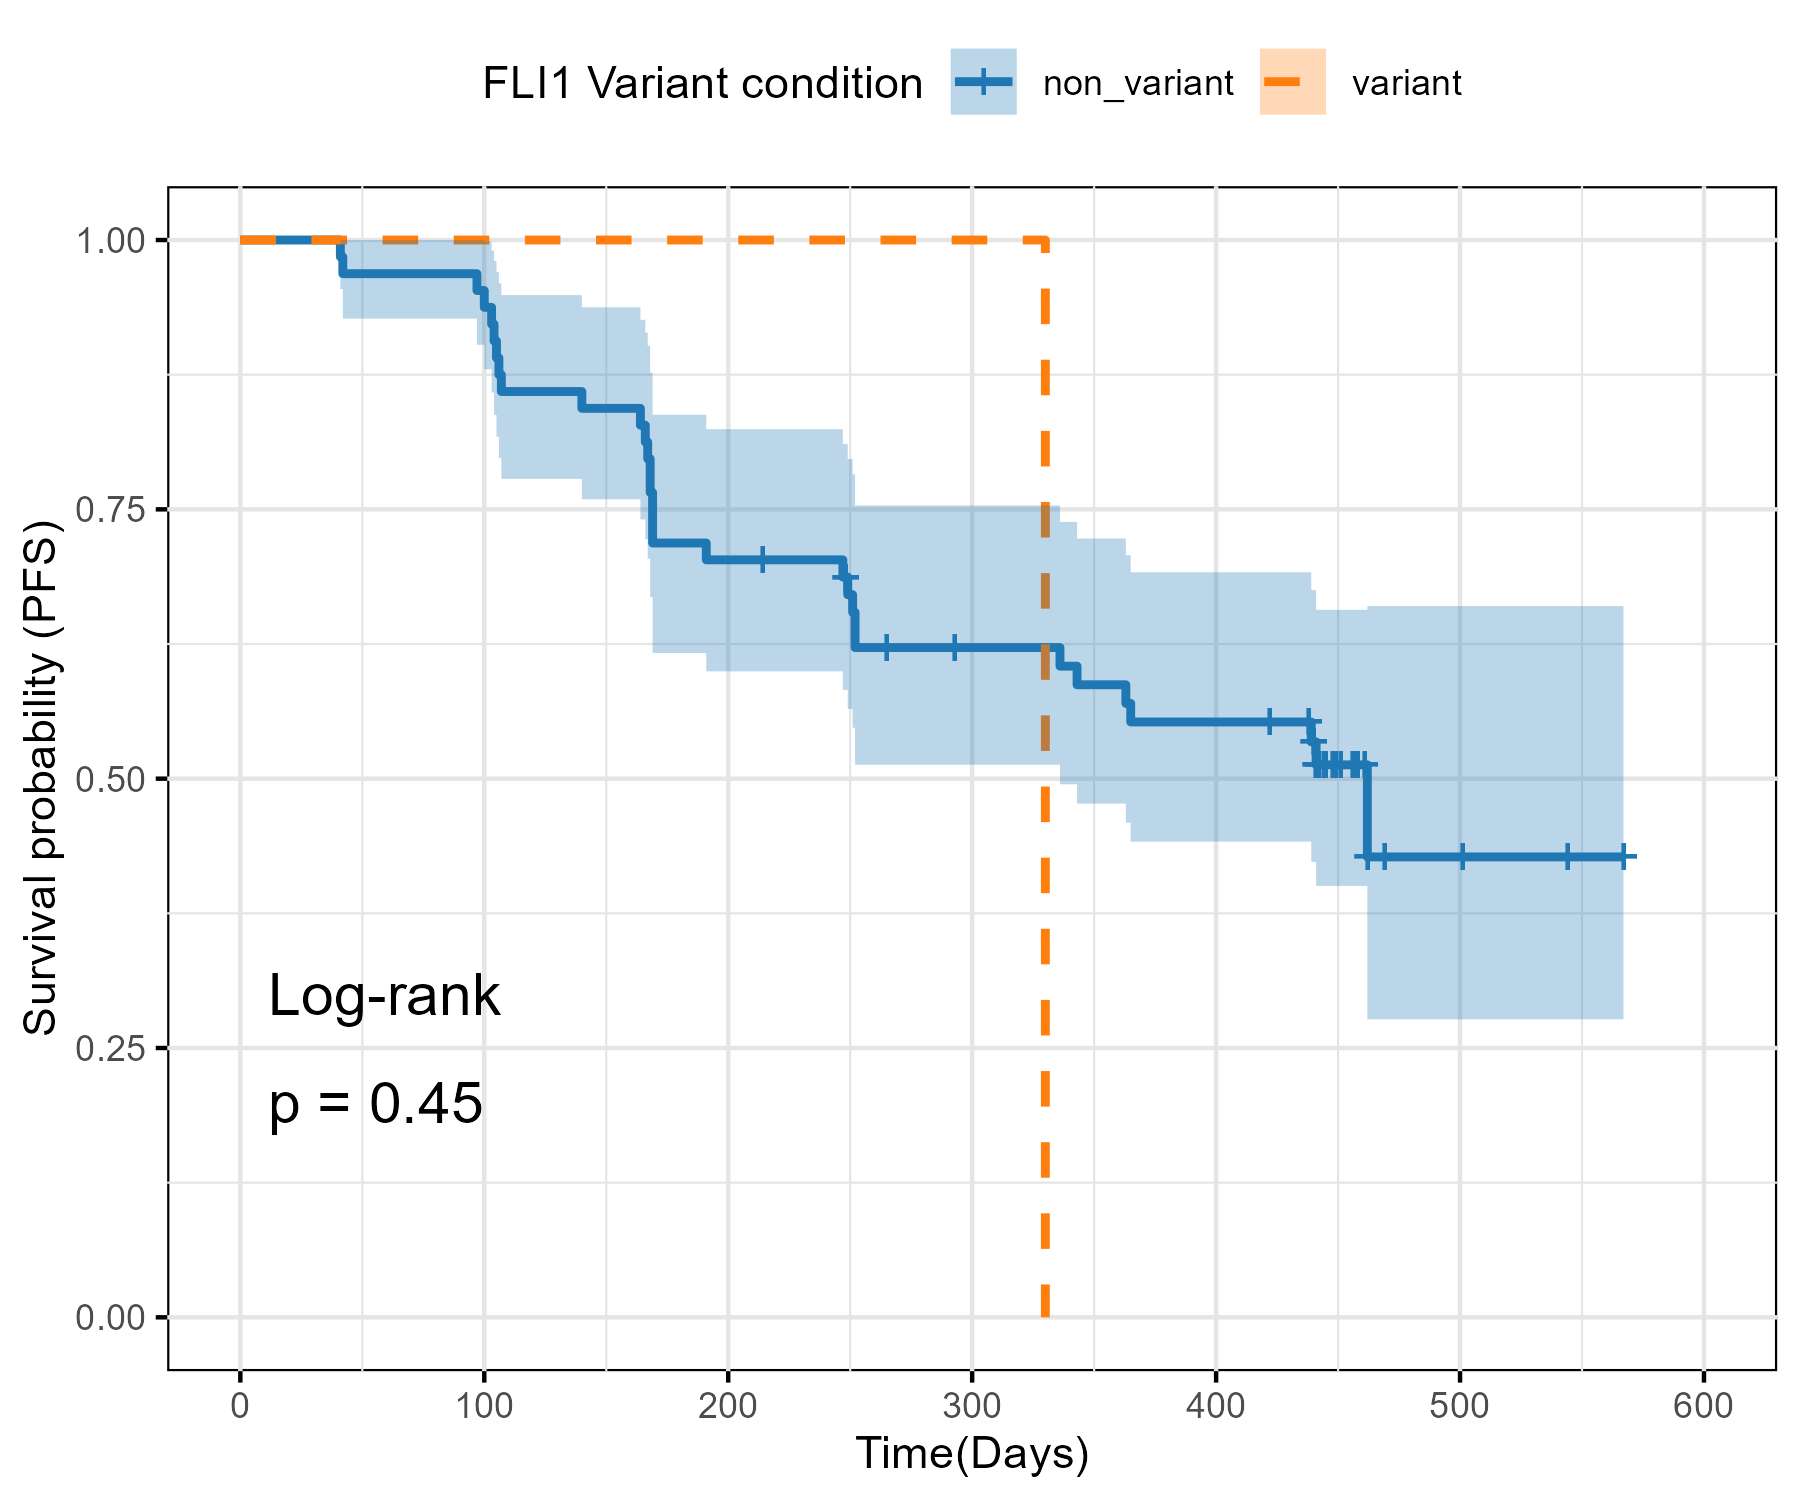 FLI1 Variant condition non_variant variant
1.00
0.75
0.50
0.25
0.00
Survival probability (PFS)
Log-rank
p = 0.45
0 100 200 300 400 500 600
Time(Days)